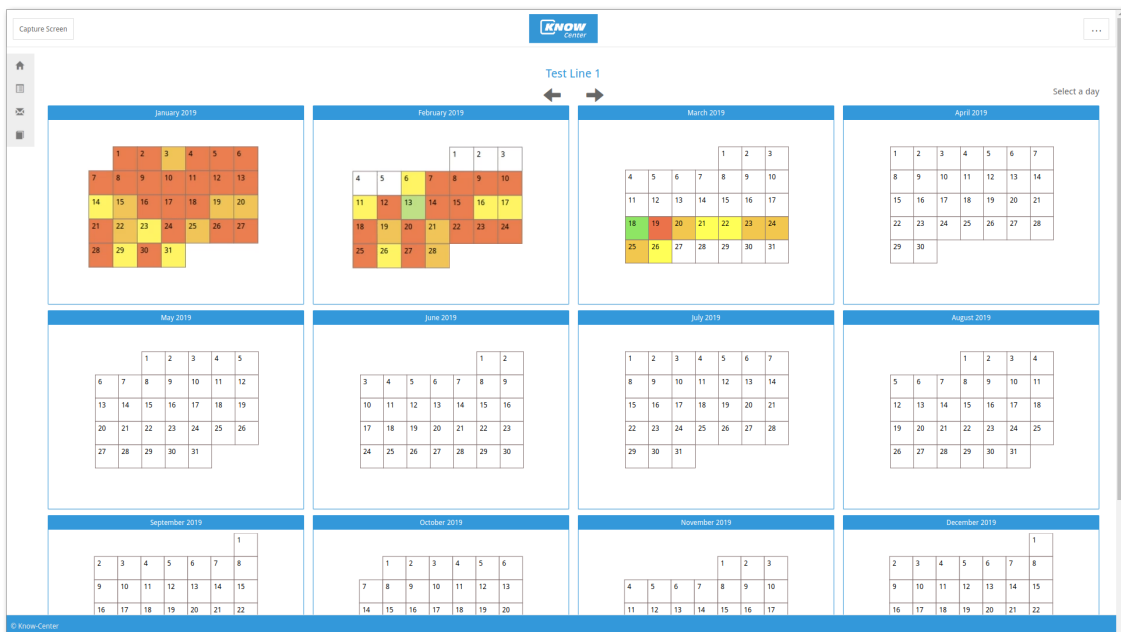 Capture Screen
KNOW
Center
...
Test Line 1
Select a day
January 2019
1 2 3 4 5 6
7 8 9 10 11 12 13
14 15 16 17 18 19 20
21 22 23 24 25 26 27
28 29 30 31
February 2019
1 2 3
4 5 6 7 8 9 10
11 12 13 14 15 16 17
18 19 20 21 22 23 24
25 26 27 28
March 2019
1 2 3
4 5 6 7 8 9 10
11 12 13 14 15 16 17
18 19 20 21 22 23 24
25 26 27 28 29 30 31
April 2019
1 2 3 4 5 6 7
8 9 10 11 12 13 14
15 16 17 18 19 20 21
22 23 24 25 26 27 28
29 30
May 2019
1 2 3 4 5
6 7 8 9 10 11 12
13 14 15 16 17 18 19
20 21 22 23 24 25 26
27 28 29 30 31
June 2019
1 2
3 4 5 6 7 8 9
10 11 12 13 14 15 16
17 18 19 20 21 22 23
24 25 26 27 28 29 30
July 2019
1 2 3 4 5 6 7
8 9 10 11 12 13 14
15 16 17 18 19 20 21
22 23 24 25 26 27 28
29 30 31
August 2019
1 2 3 4
5 6 7 8 9 10 11
12 13 14 15 16 17 18
19 20 21 22 23 24 25
26 27 28 29 30 31
September 2019
1
2 3 4 5 6 7 8
9 10 11 12 13 14 15
16 17 18 19 20 21 22
October 2019
1 2 3 4 5 6
7 8 9 10 11 12 13
14 15 16 17 18 19 20
November 2019
1 2 3
4 5 6 7 8 9 10
11 12 13 14 15 16 17
December 2019
1
2 3 4 5 6 7 8
9 10 11 12 13 14 15
16 17 18 19 20 21 22
© Know-Center